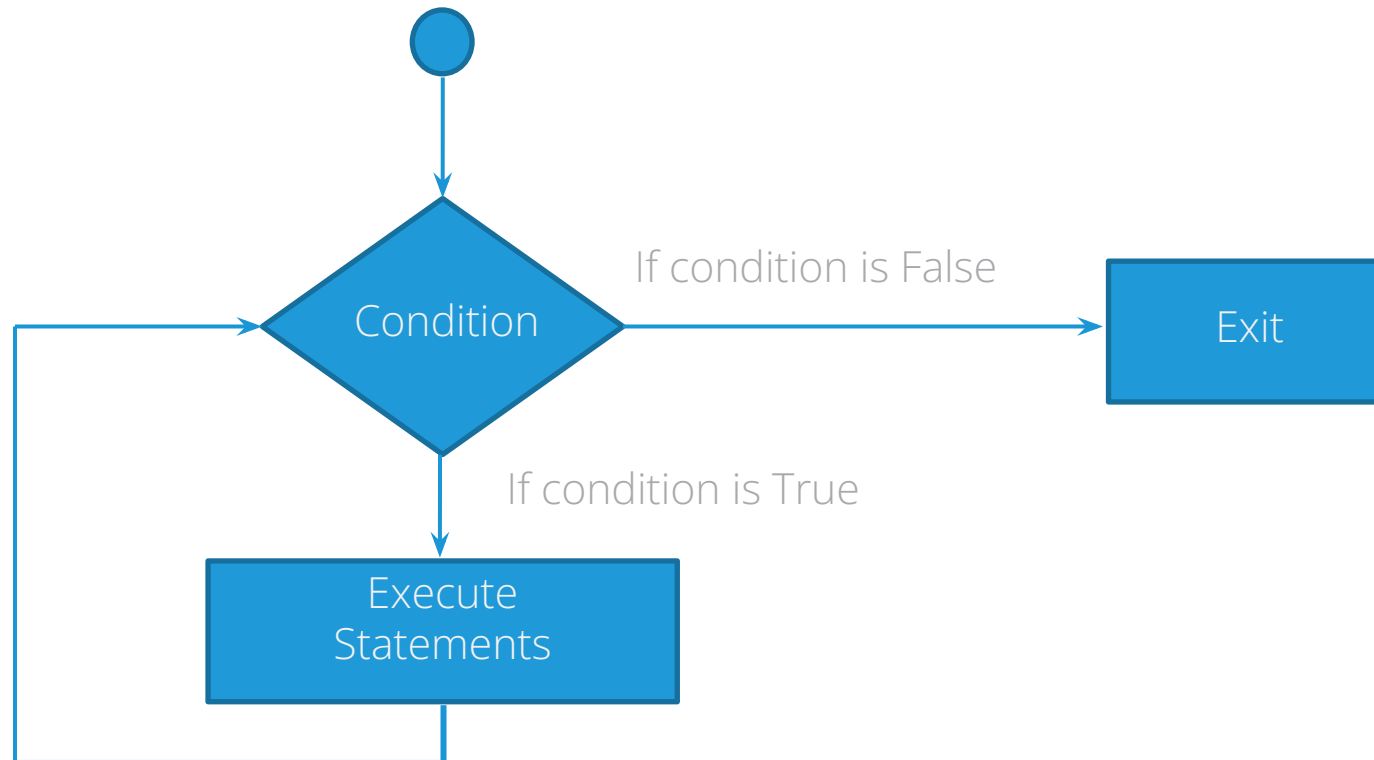 If condition is False
Condition
Exit
If condition is True
Execute
Statements